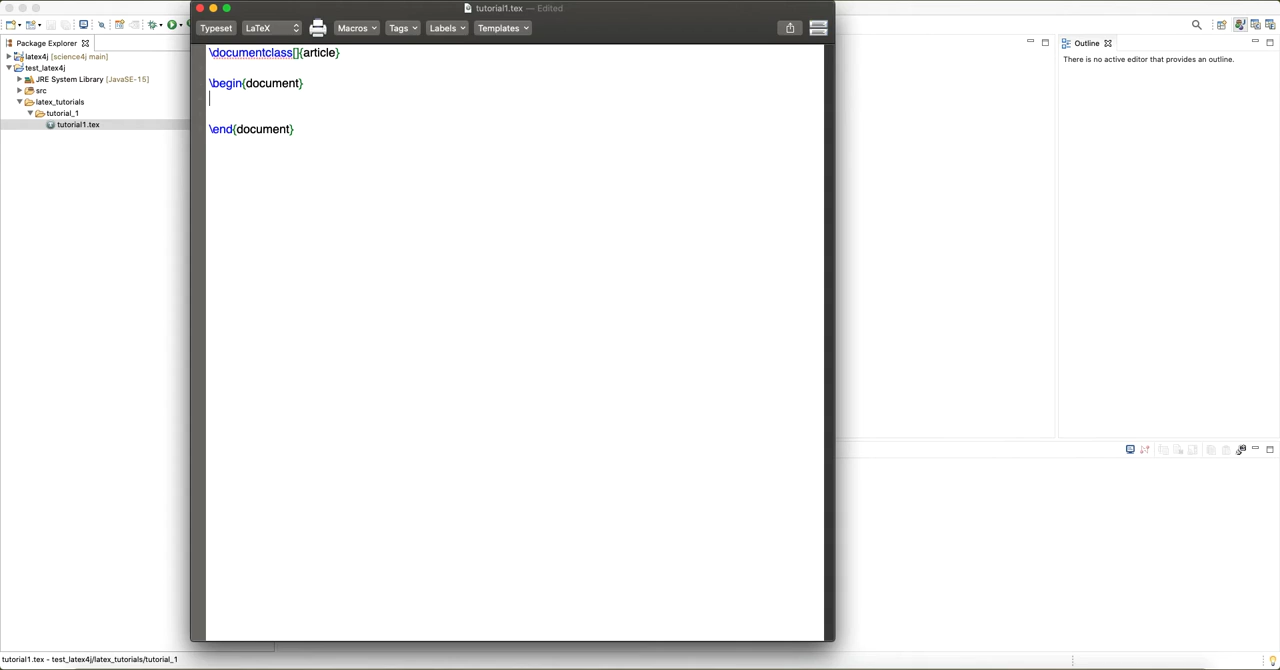 tutorial1.tex — Edited
Typeset
LaTeX
Macros
Tags
Labels
Templates
Package Explorer
latex4j [science4j main]
test_latex4j
JRE System Library [JavaSE-15]
src
latex_tutorials
tutorial_1
tutorial1.tex
\documentclass[]{article}
\begin{document}
\end{document}
Outline
There is no active editor that provides an outline.
tutorial1.tex - test_latex4j/latex_tutorials/tutorial_1